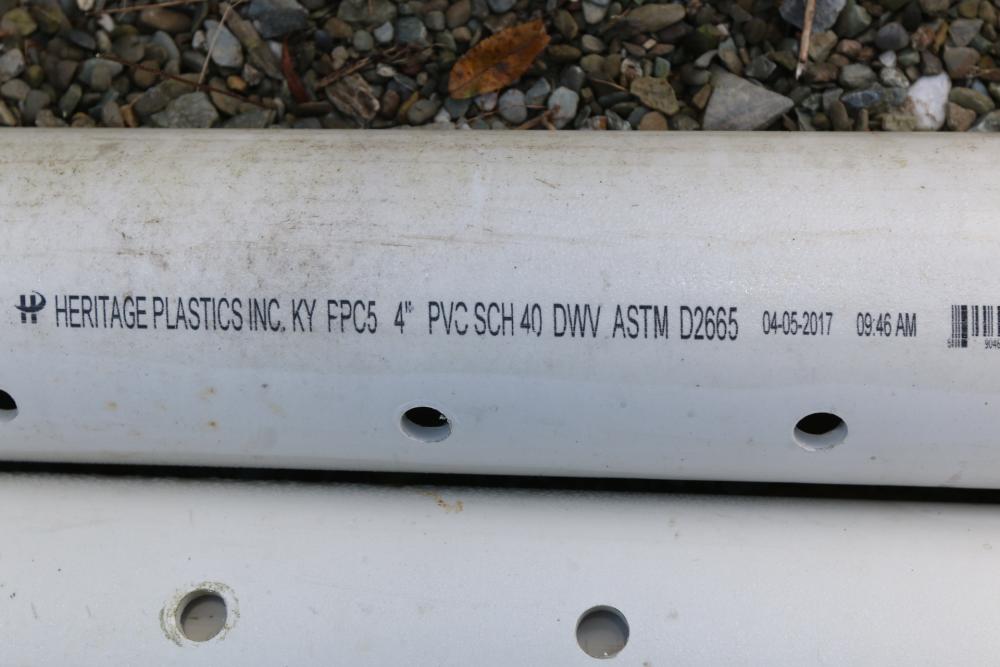 HERITAGE PLASTICS INC, KY FPC5 4" PVC SCH 40 DWV ASTM D2665 04-05-2017 09:46 AM